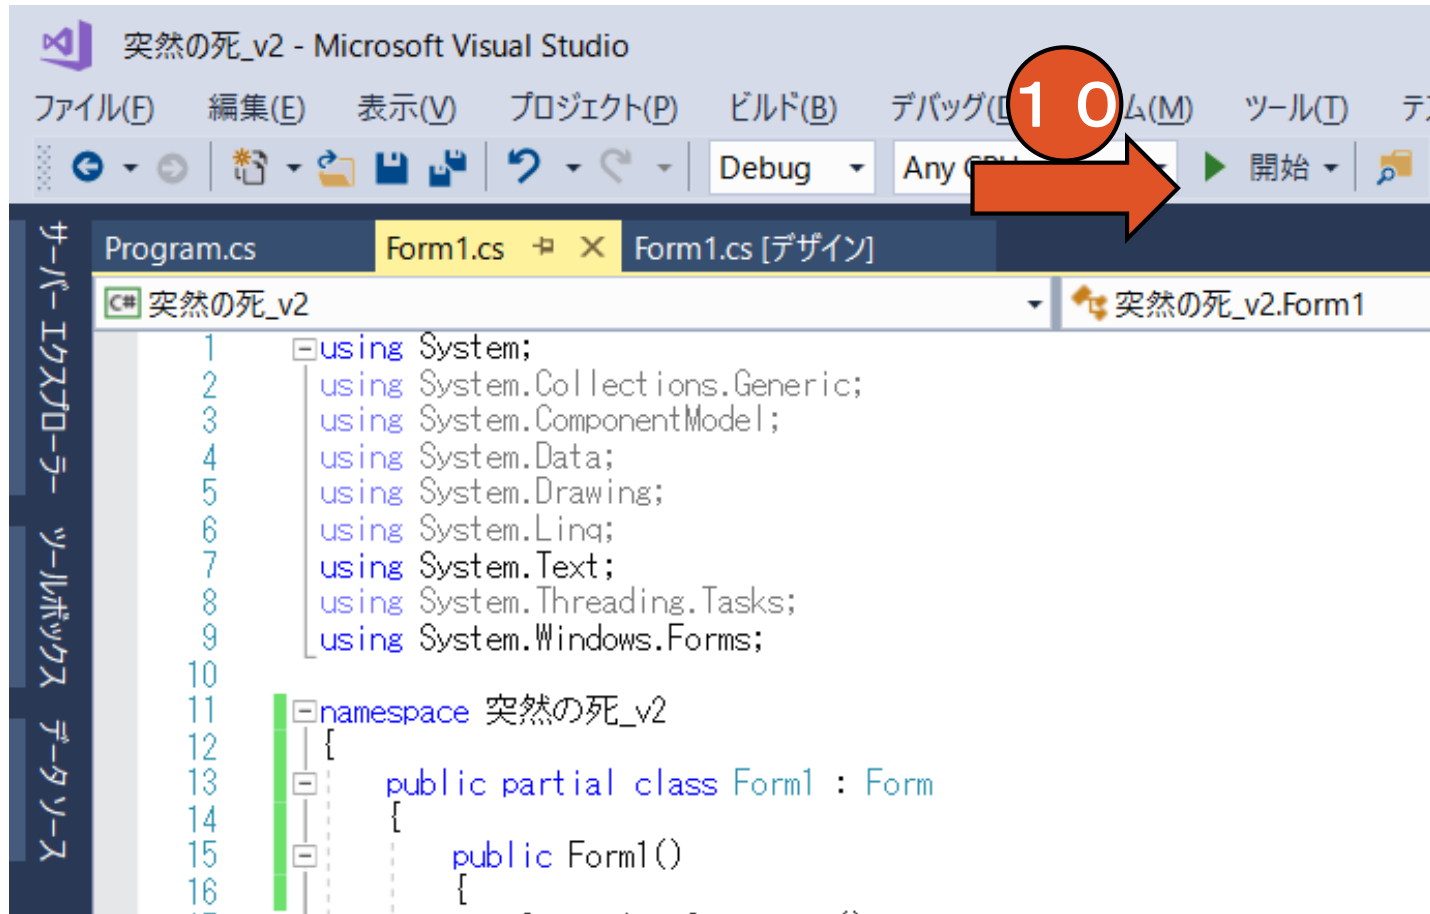 突然の死_v2 - Microsoft Visual Studio
ファイル(F) 編集(E) 表示(V) プロジェクト(P) ビルド(B) デバッグ( ム(M) ツール(T)
１０
Debug Any 開始
Program.cs Form1.cs Form1.cs [デザイン]
C# 突然の死_v2 突然の死_v2.Form1
サーバー エクスプローラー
ツールボックス
データ ソース
1 using System;
2 using System.Collections.Generic;
3 using System.ComponentModel;
4 using System.Data;
5 using System.Drawing;
6 using System.Linq;
7 using System.Text;
8 using System.Threading.Tasks;
9 using System.Windows.Forms;
10
11 namespace 突然の死_v2
12 {
13 public partial class Form1 : Form
14 {
15 public Form1()
16 {